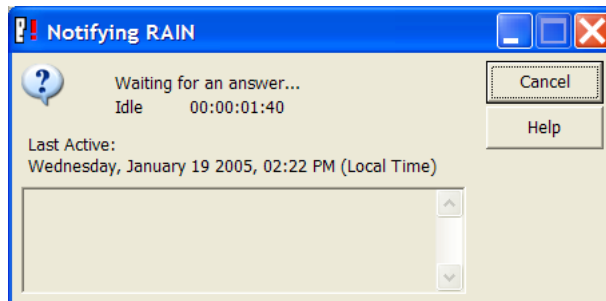 Notifying RAIN
Waiting for an answer...
Cancel
Idle 00:00:01:40
Help
Last Active:
Wednesday, January 19 2005, 02:22 PM (Local Time)